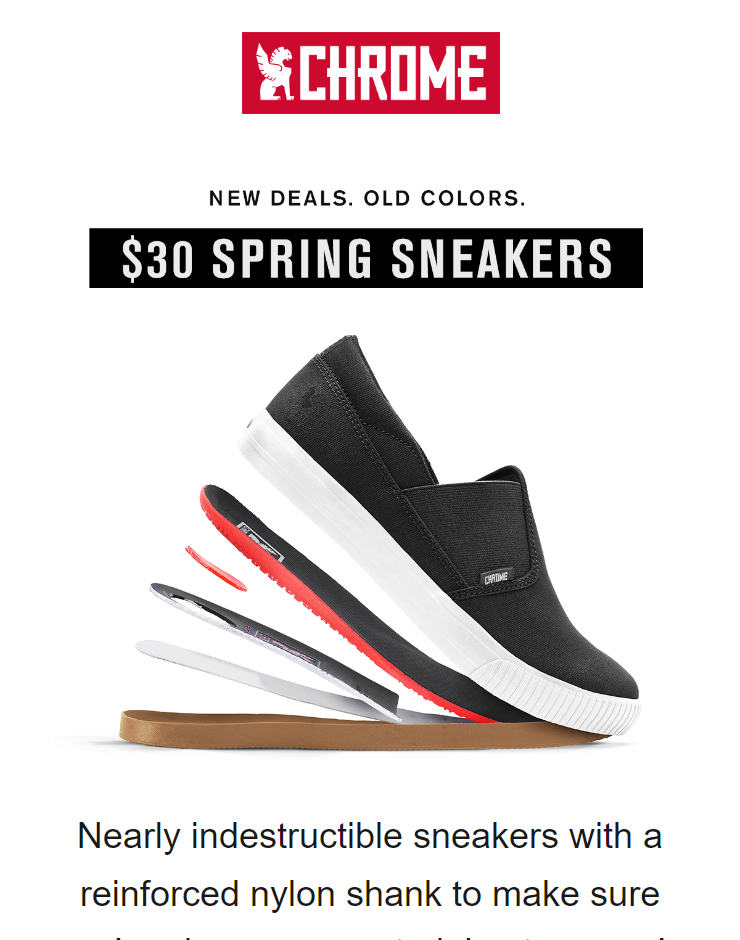 CHROME
NEW DEALS. OLD COLORS.
$30 SPRING SNEAKERS
CHROME
Nearly indestructible sneakers with a
reinforced nylon shank to make sure